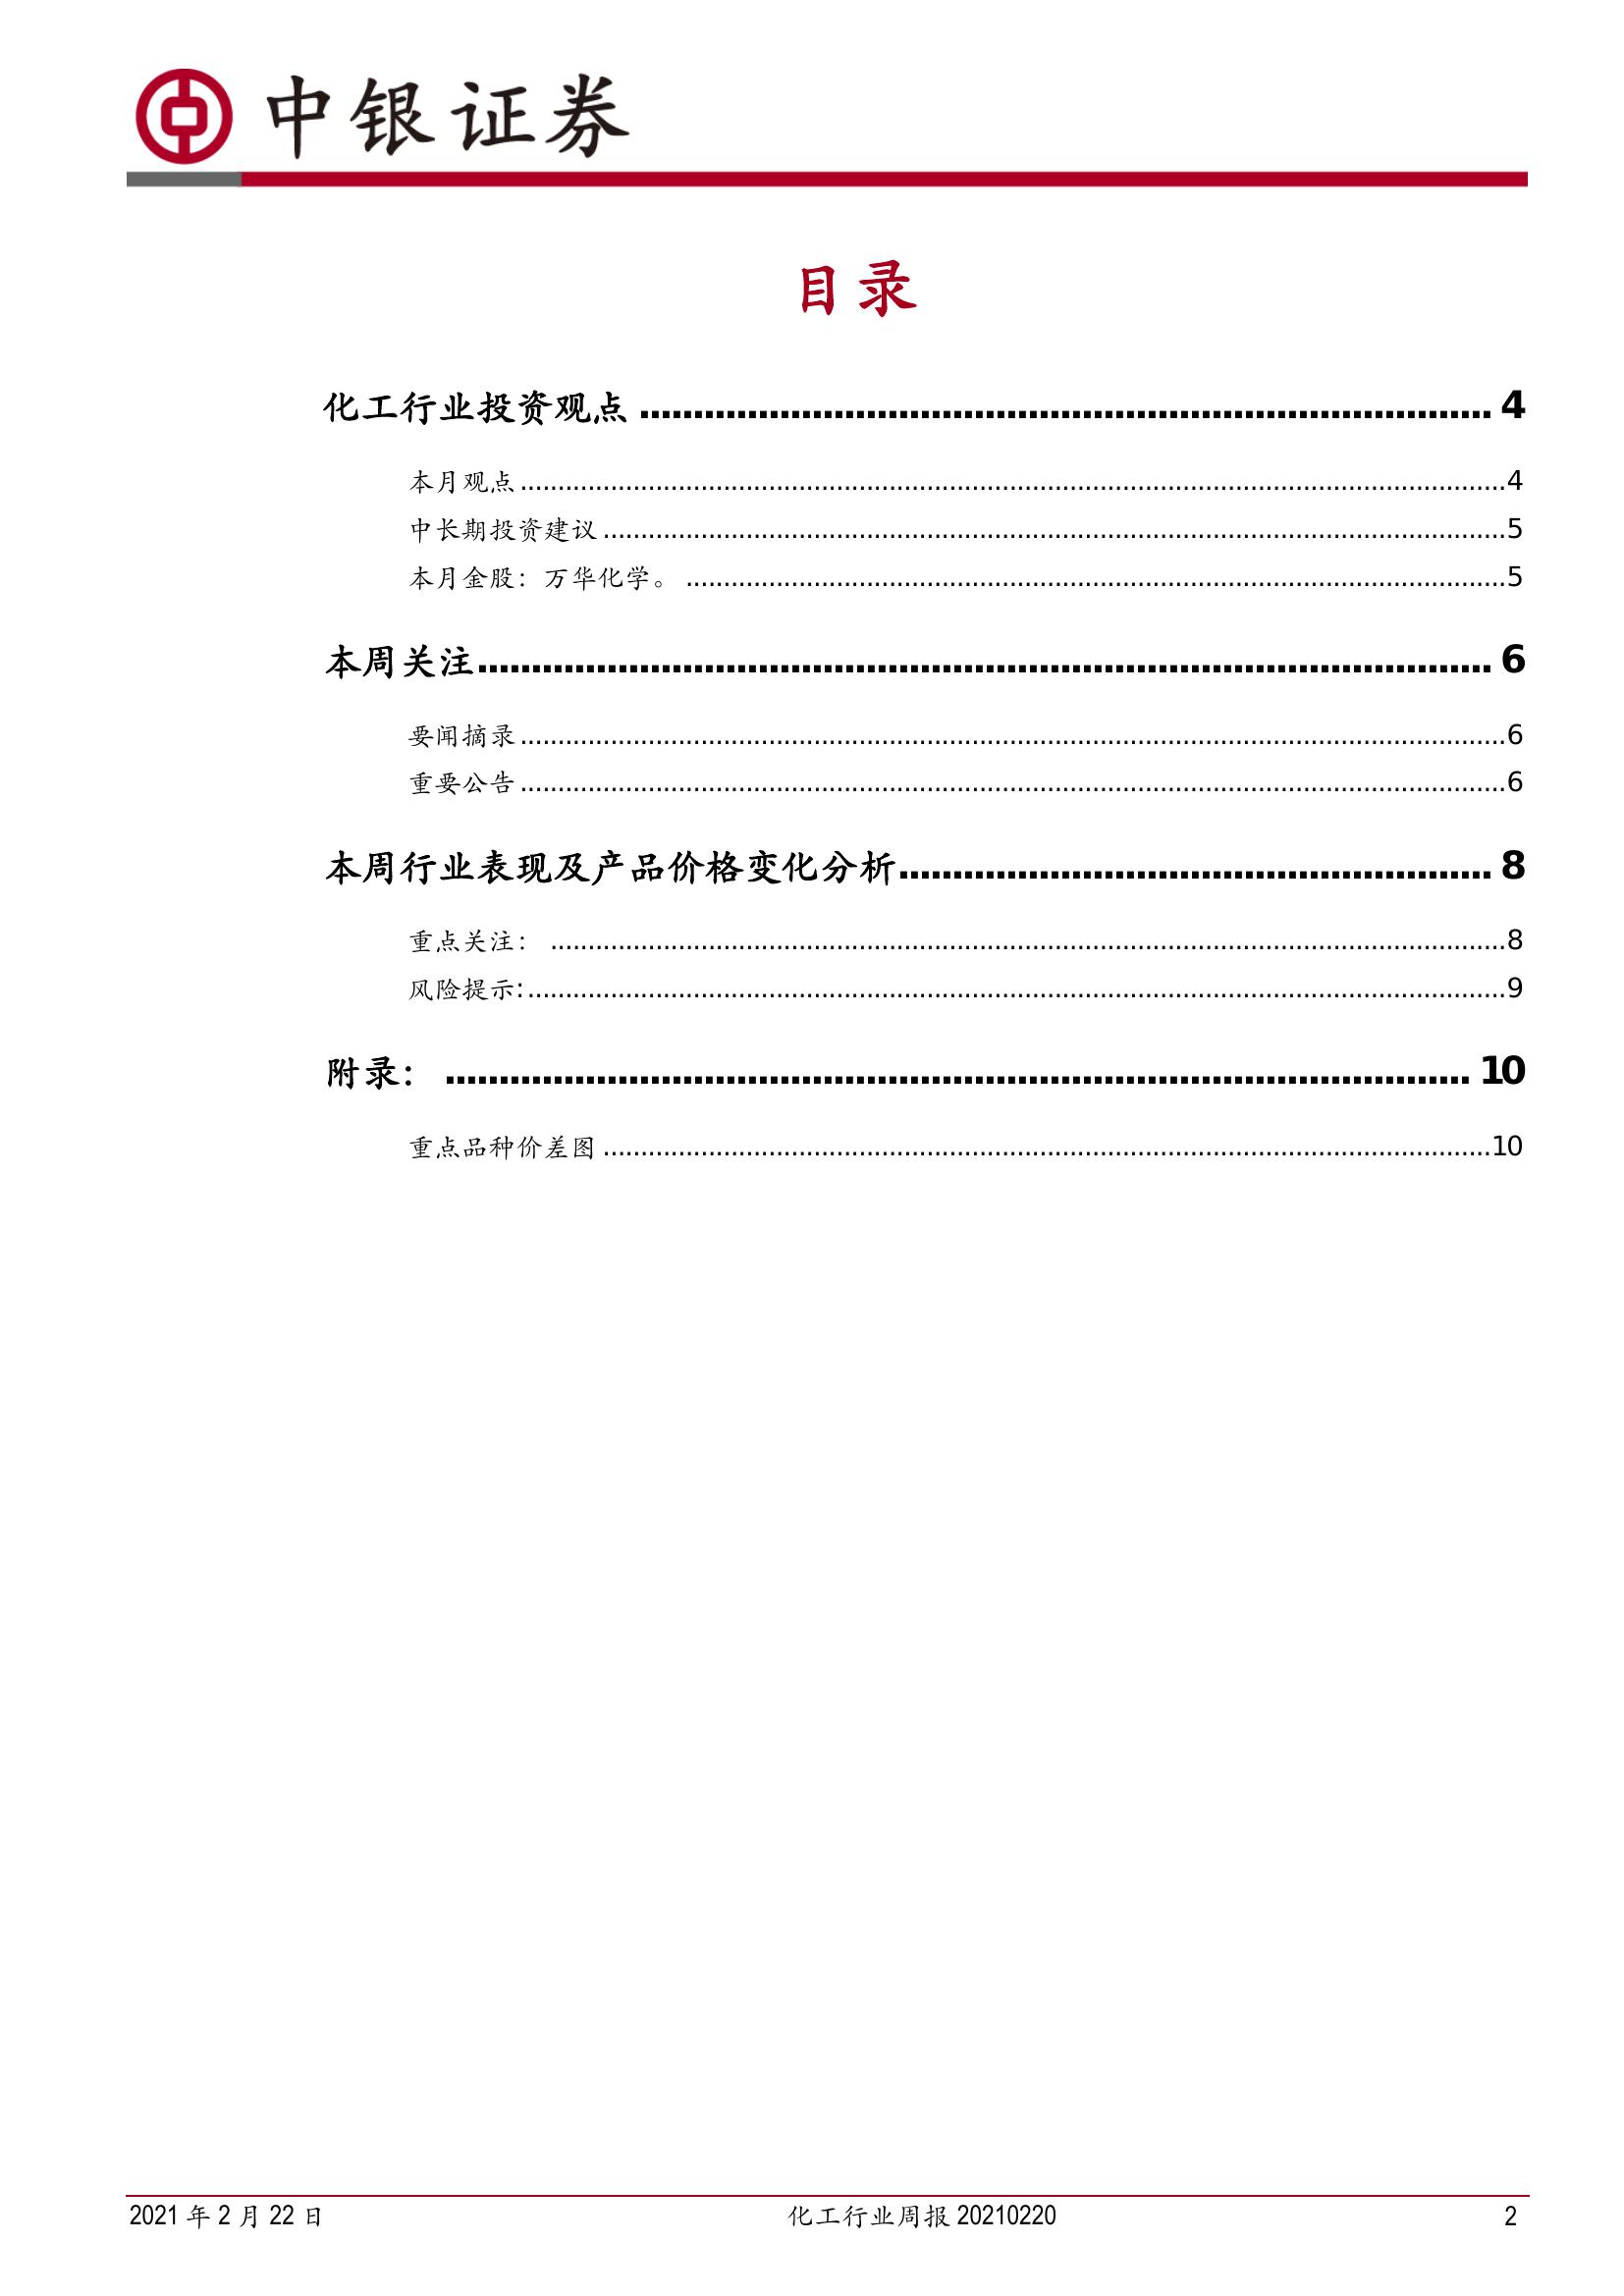 中银证券
目录
化工行业投资观点 ........................................ 4
本月观点 ........................................ 4
中长期投资建议 ........................................ 5
本月金股：万华化学。 ........................................ 5
本周关注 ........................................ 6
要闻摘录 ........................................ 6
重要公告 ........................................ 6
本周行业表现及产品价格变化分析 ........................................ 8
重点关注： ........................................ 8
风险提示: ........................................ 9
附录： ........................................ 10
重点品种价差图 ........................................ 10
2021 年 2 月 22 日 化工行业周报 20210220 2